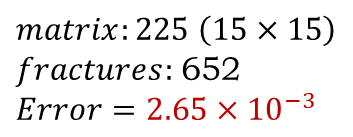 matrix: 225 (15 × 15)
fractures: 652
Error = 2.65 × 10⁻³